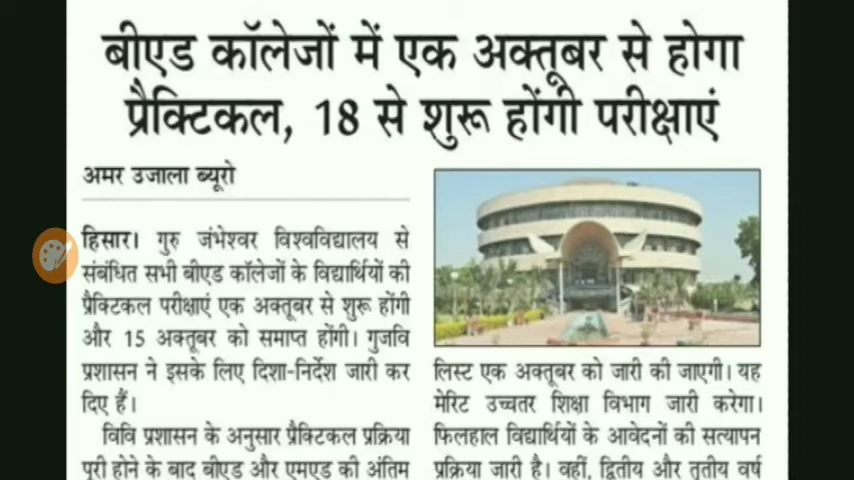 बीएड कॉलेजों में एक अक्तूबर से होगा
प्रैक्टिकल, 18 से शुरू होंगी परीक्षाएं
अमर उजाला ब्यूरो
हिसार। गुरु जंभेश्वर विश्वविद्यालय से
संबंधित सभी बीएड कॉलेजों के विद्यार्थियों की
प्रैक्टिकल परीक्षाएं एक अक्तूबर से शुरू होंगी
और 15 अक्तूबर को समाप्त होंगी। गुजवि
प्रशासन ने इसके लिए दिशा-निर्देश जारी कर
दिए हैं।
विवि प्रशासन के अनुसार प्रैक्टिकल प्रक्रिया
पूरी होने के बाद बीएड और एमएड की अंतिम
लिस्ट एक अक्तूबर को जारी की जाएगी। यह
मेरिट उच्चतर शिक्षा विभाग जारी करेगा।
फिलहाल विद्यार्थियों के आवेदनों की सत्यापन
प्रक्रिया जारी है। वहीं, द्वितीय और तृतीय वर्ष